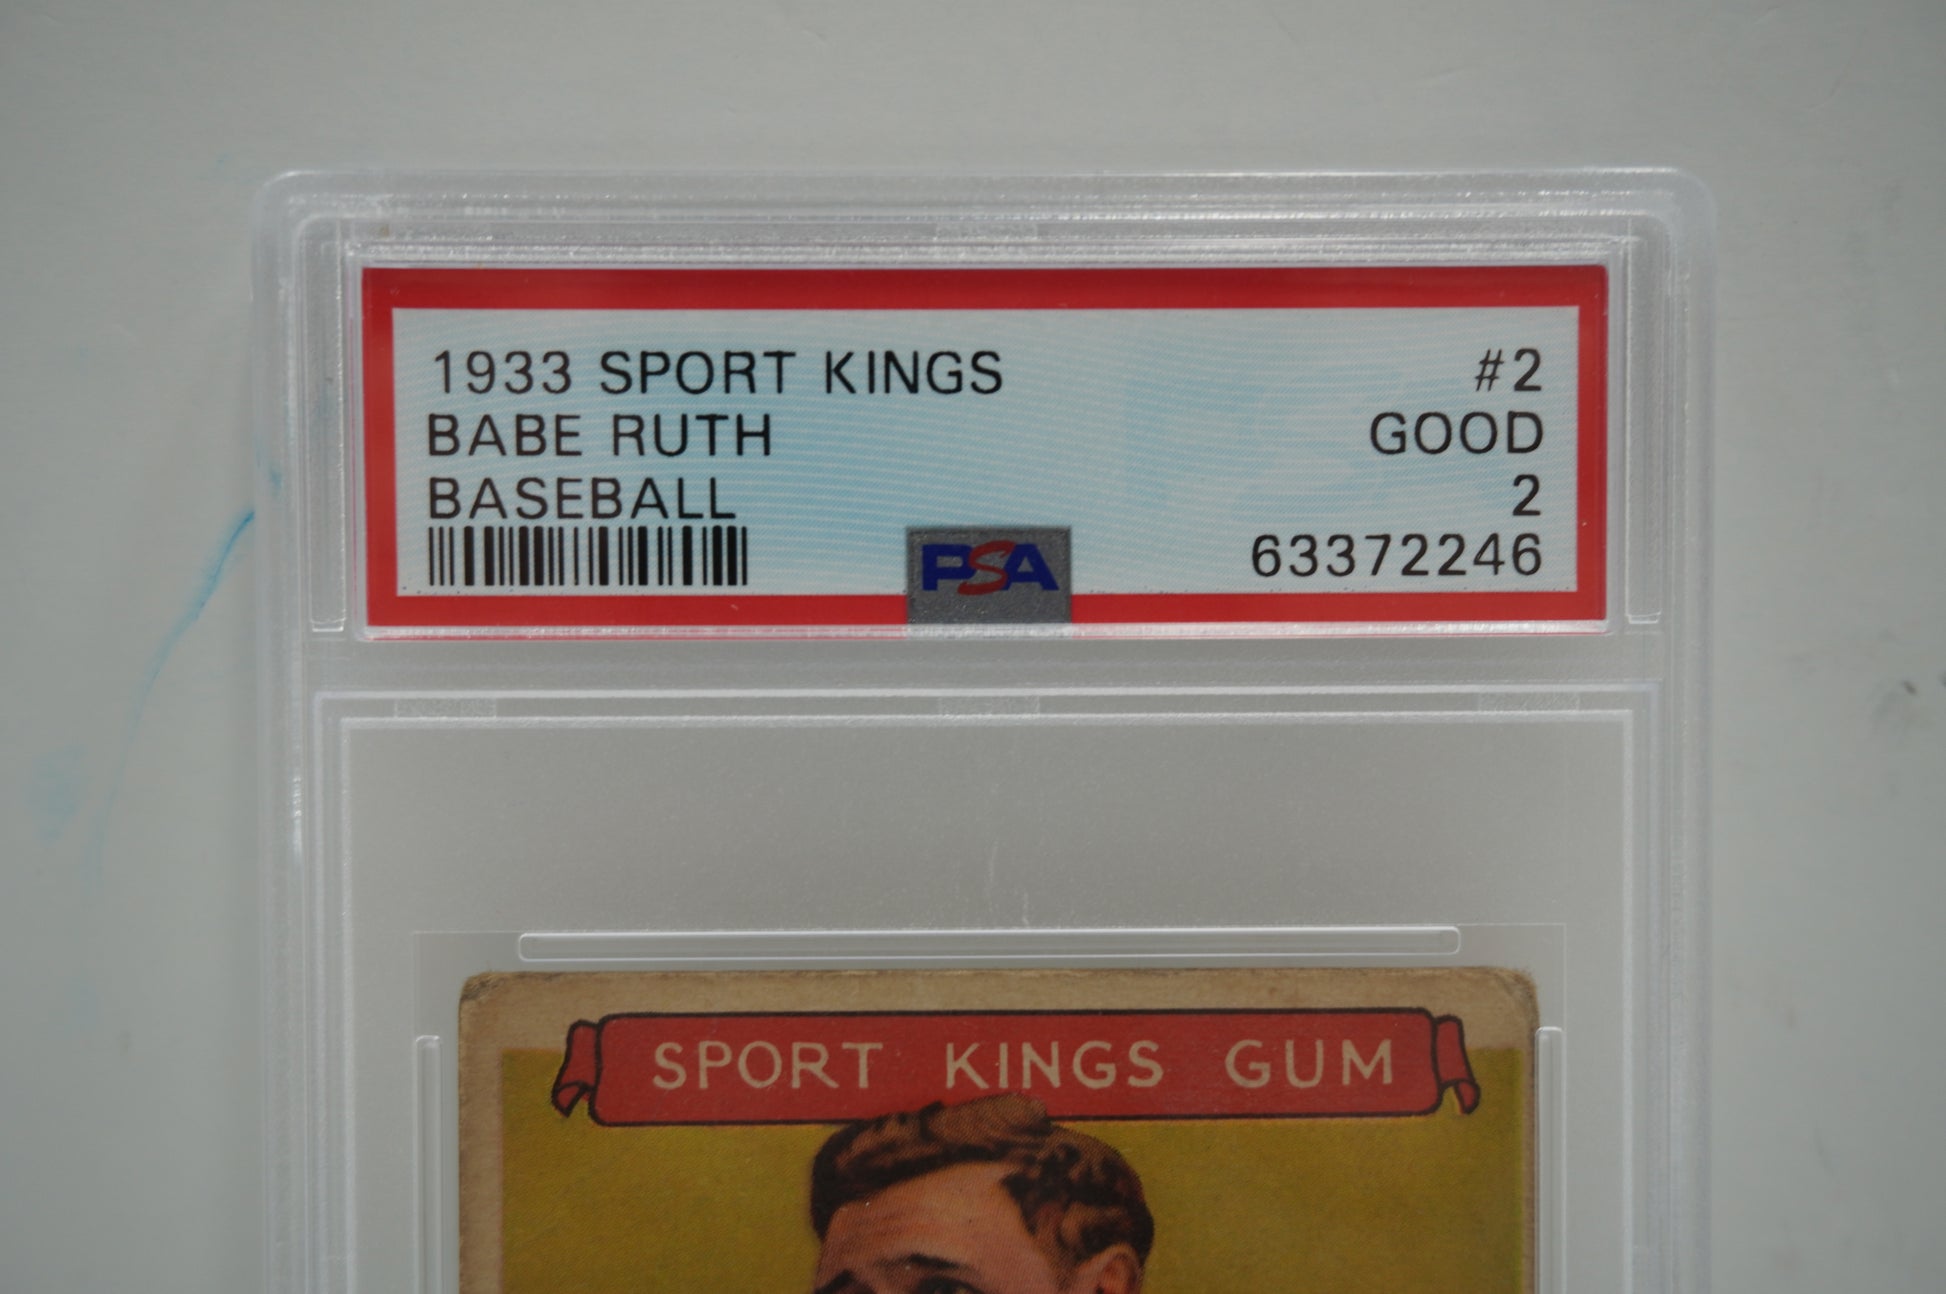 1933 SPORT KINGS #2
BABE RUTH GOOD
BASEBALL 2
PSA 63372246
SPORT KINGS GUM